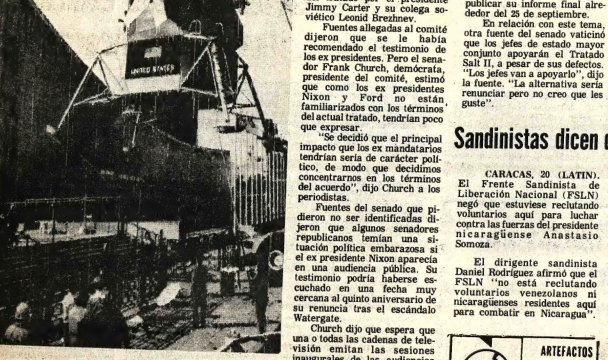 UNITED STATES
Jimmy Carter y su colega so-
viético Leonid Brezhnev.
Fuentes allegadas al comité
dijeron que se le había
recomendado el testimonio de
los ex presidentes. Pero el sena-
dor Frank Church, demócrata,
presidente del comité, estimó
que como los ex presidentes
Nixon y Ford no están
familiarizados con los términos
del actual tratado, tendrían poco
que expresar.
"Se decidió que el principal
impacto que los ex mandatarios
tendrían sería de carácter polí-
tico, de modo que decidimos
concentrarnos en los términos
del acuerdo", dijo Church a los
periodistas.
Fuentes del senado que pi-
dieron no ser identificadas di-
jeron que algunos senadores
republicanos temían una si-
tuación política embarazosa si
el ex presidente Nixon aparecía
en una audiencia pública. Su
testimonio podría haberse es-
cuchado en una fecha muy
cercana al quinto aniversario de
su renuncia tras el escándalo
Watergate.
Church dijo que espera que
una o todas las cadenas de tele-
visión emitan las sesiones
inaugurales de las audiencias
publicar su informe final alre-
dedor del 25 de septiembre.
En relación con este tema,
otra fuente del senado vaticinó
que los jefes de estado mayor
conjunto apoyarán el Tratado
Salt II, a pesar de sus defectos.
"Los jefes van a apoyarlo", dijo
la fuente. "La alternativa sería
renunciar pero no creo que les
guste".
Sandinistas dicen
CARACAS, 20 (LATIN).
El Frente Sandinista de
Liberación Nacional (FSLN)
negó que estuviese reclutando
voluntarios aquí para luchar
contra las fuerzas del presidente
nicaragüense Anastasio
Somoza.
El dirigente sandinista
Daniel Rodríguez afirmó que el
FSLN "no está reclutando
voluntarios venezolanos ni
nicaragüenses residentes aquí
para combatir en Nicaragua".
ARTEFACTOS